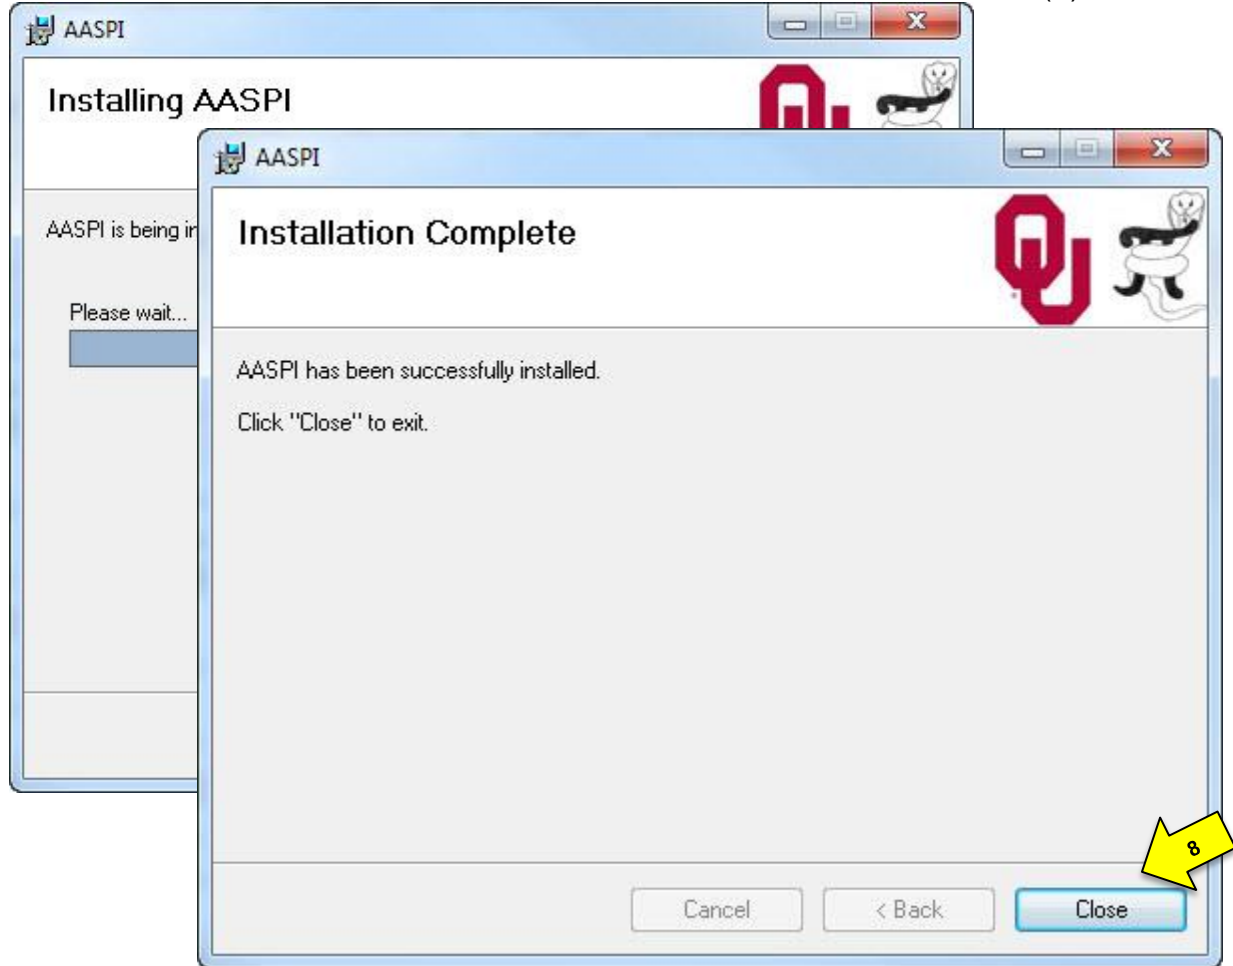 AASPI
Installing AASPI
AASPI is being in
Please wait...
AASPI
Installation Complete
OU
AASPI has been successfully installed.
Click "Close" to exit.
8
Cancel
< Back
Close